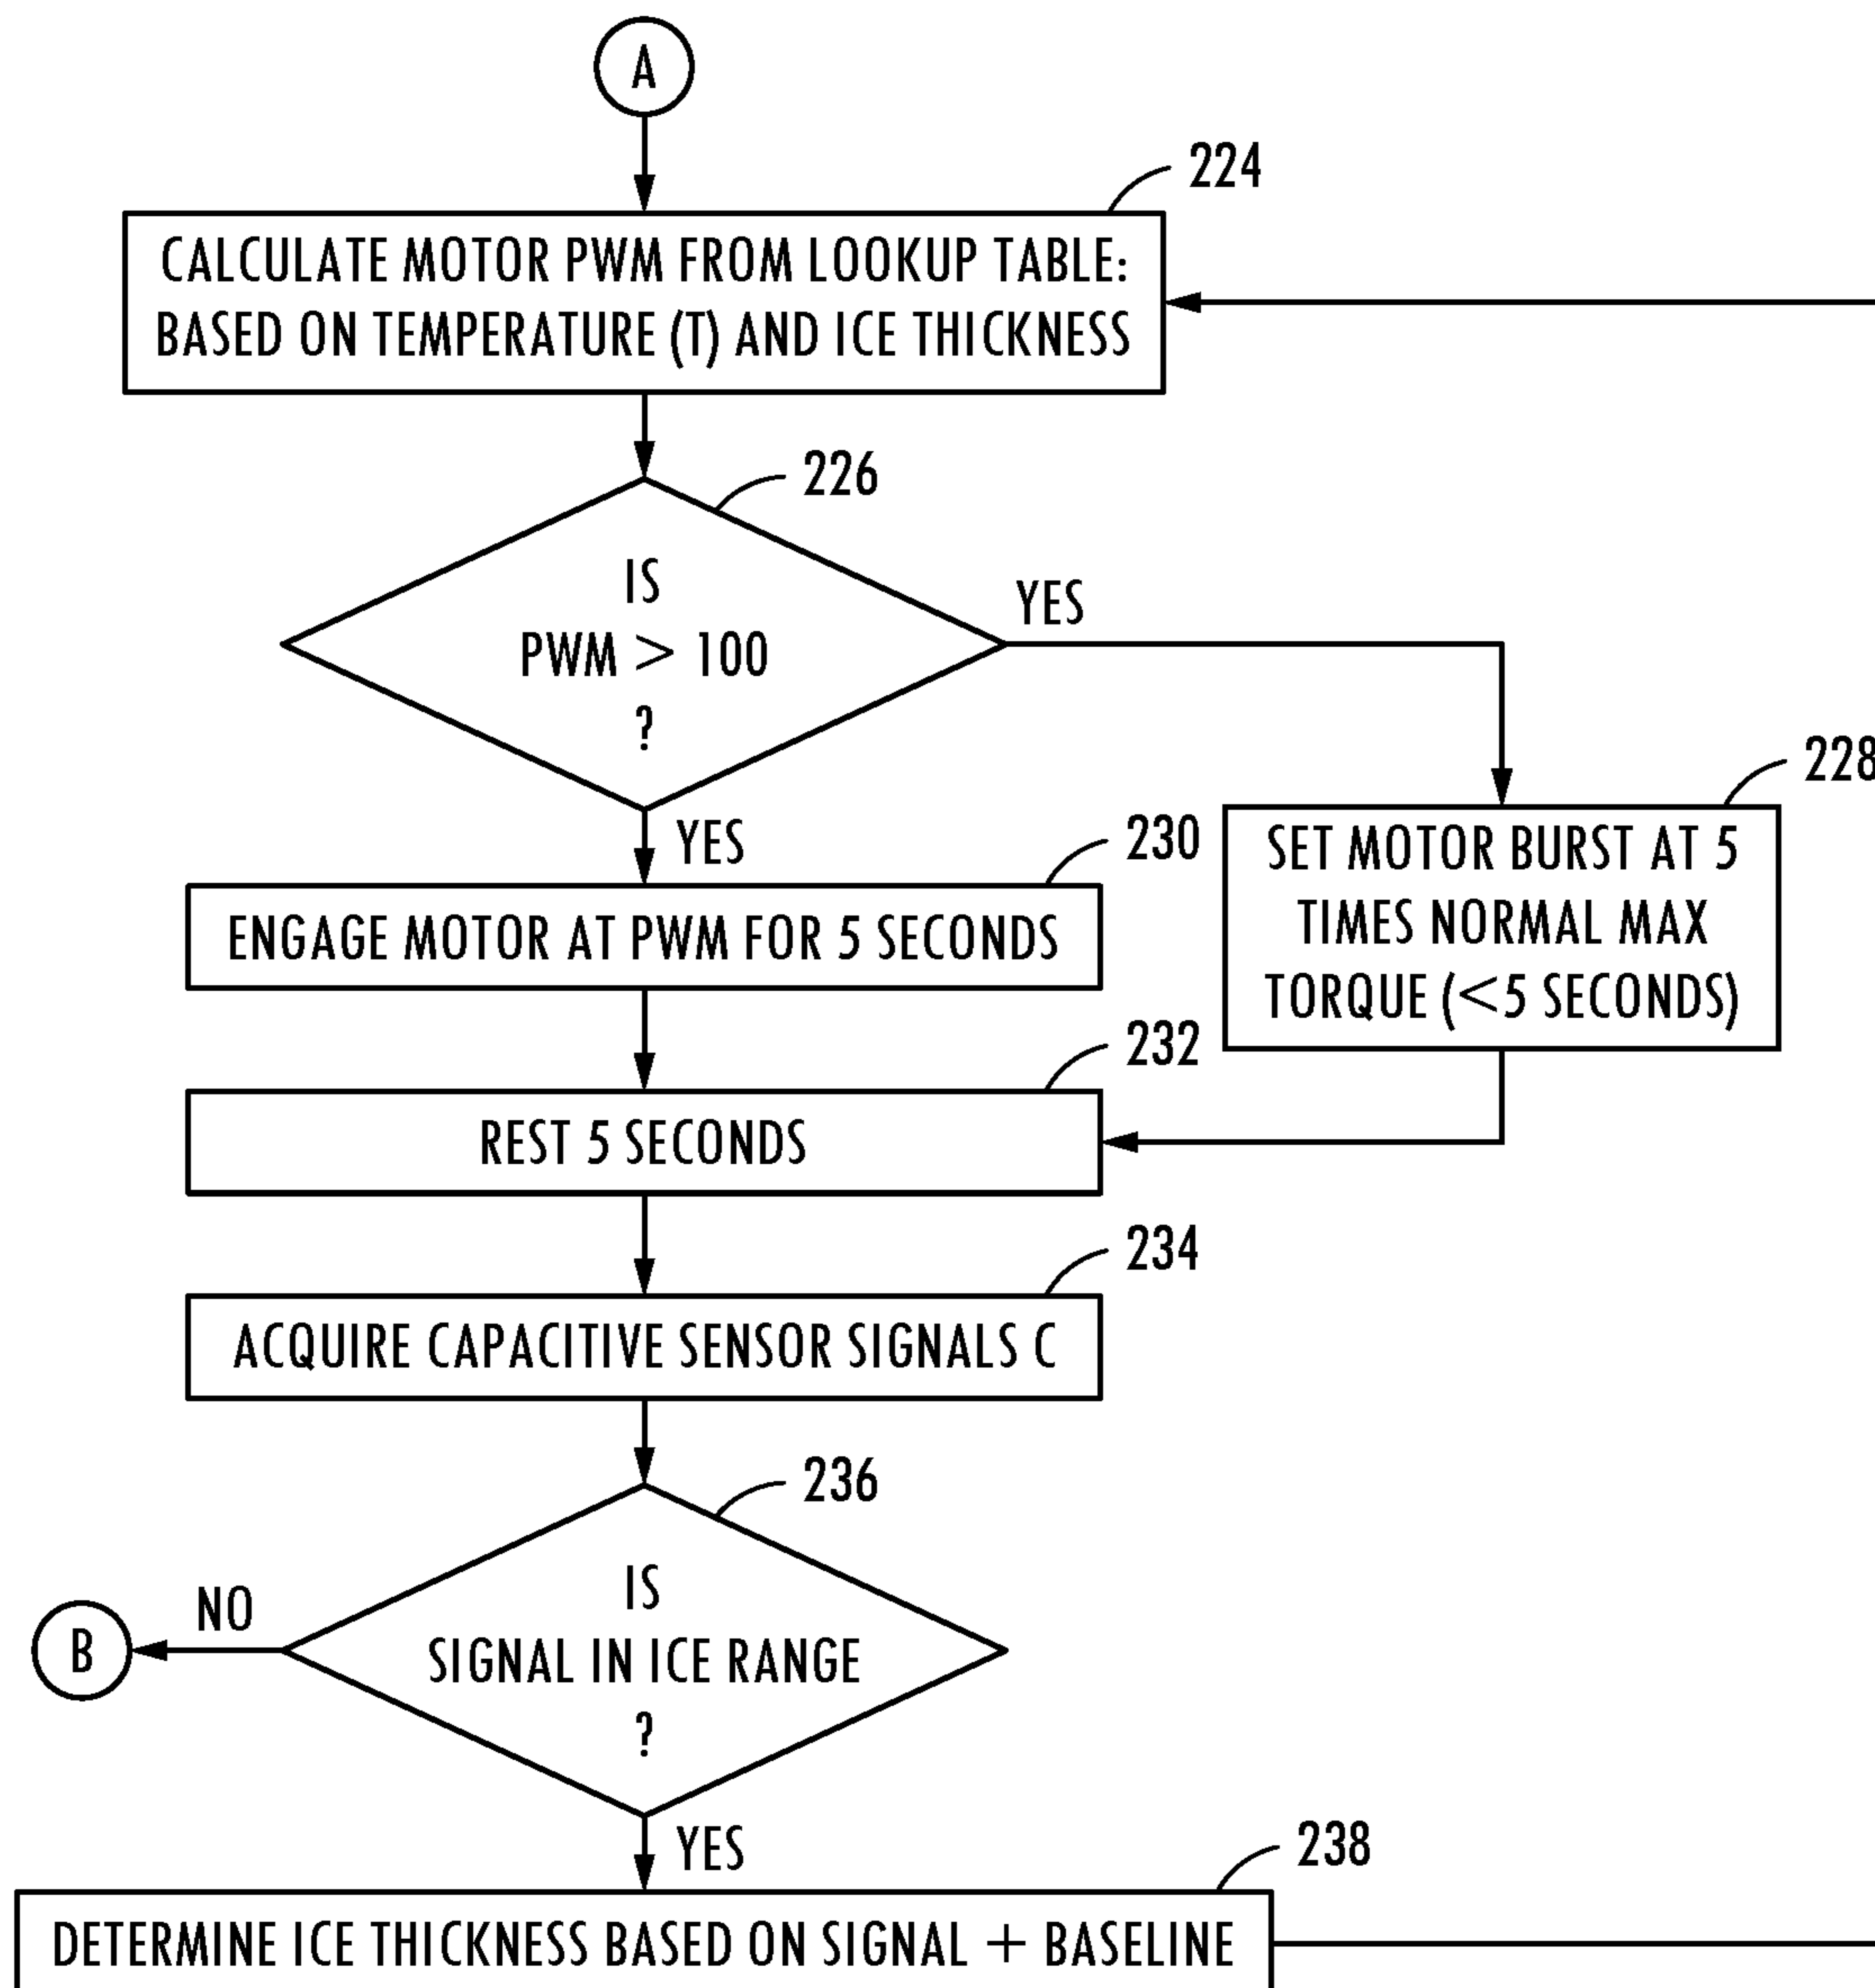 A
224
CALCULATE MOTOR PWM FROM LOOKUP TABLE:
BASED ON TEMPERATURE (T) AND ICE THICKNESS
226
IS
PWM > 100
?
YES
YES
228
SET MOTOR BURST AT 5
TIMES NORMAL MAX
TORQUE (<5 SECONDS)
230
ENGAGE MOTOR AT PWM FOR 5 SECONDS
232
REST 5 SECONDS
234
ACQUIRE CAPACITIVE SENSOR SIGNALS C
236
IS
SIGNAL IN ICE RANGE
?
NO
B
YES
238
DETERMINE ICE THICKNESS BASED ON SIGNAL + BASELINE